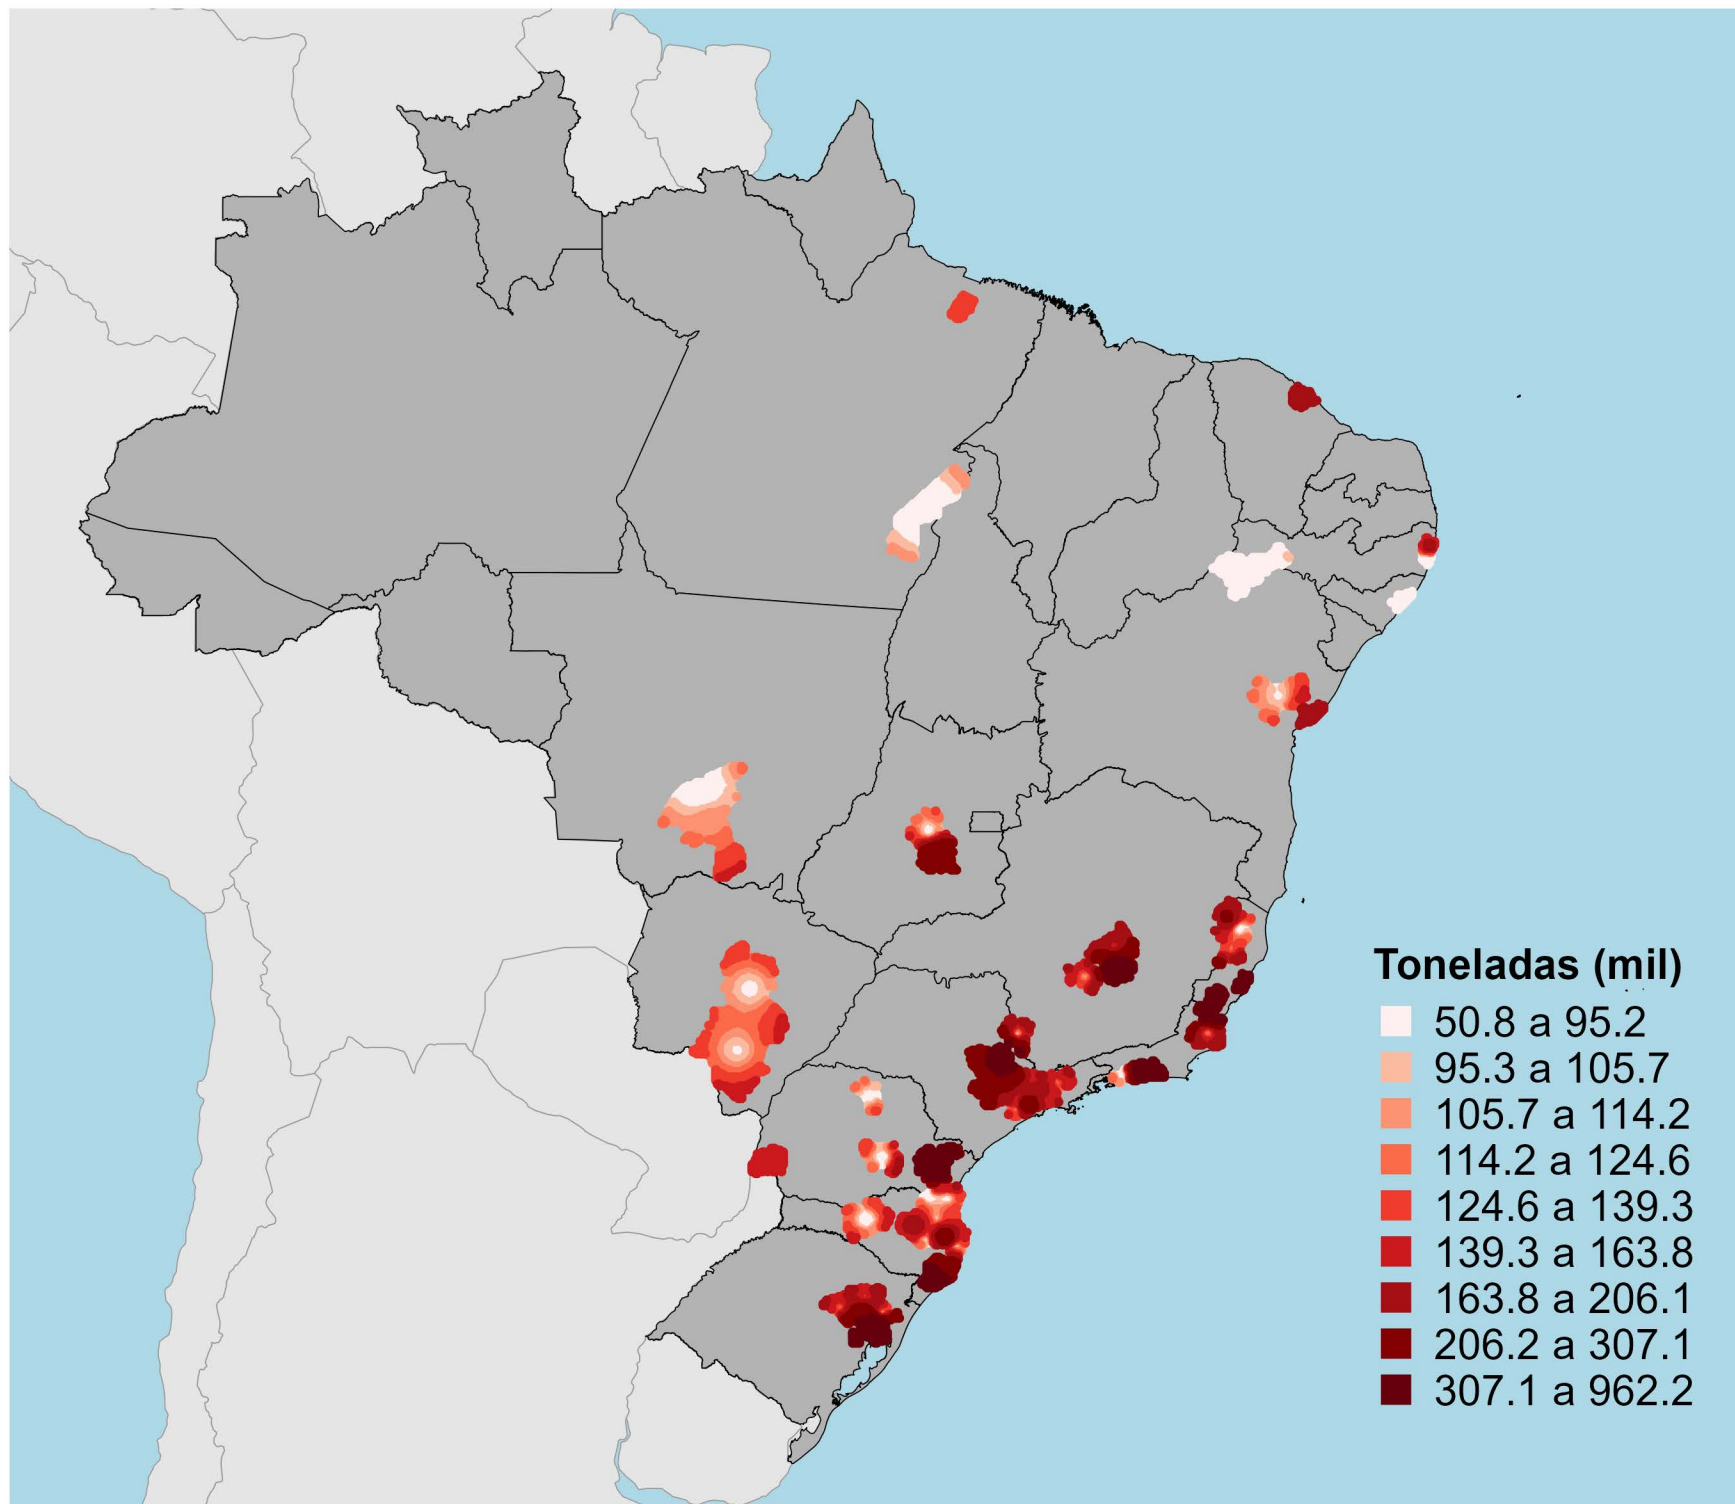 Toneladas (mil)
50.8 a 95.2
95.3 a 105.7
105.7 a 114.2
114.2 a 124.6
124.6 a 139.3
139.3 a 163.8
163.8 a 206.1
206.2 a 307.1
307.1 a 962.2